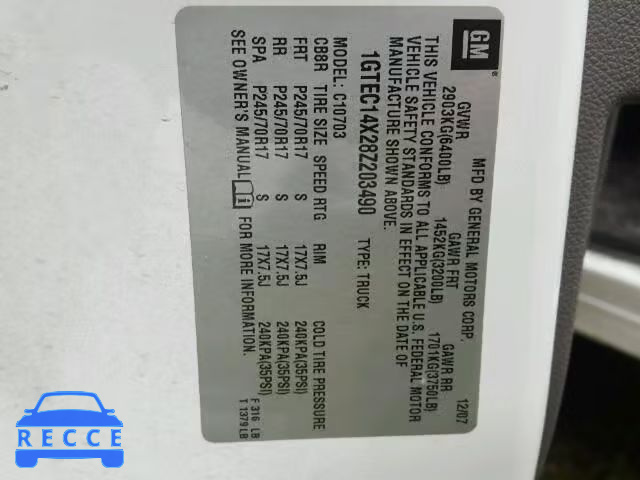 GM
MFD BY GENERAL MOTORS CORP. 12/07
GVWR GAWR FRT GAWR RR
2903KG(6400LB) 1452KG(3200LB) 1701KG(3750LB)
THIS VEHICLE CONFORMS TO ALL APPLICABLE U.S. FEDERAL MOTOR
VEHICLE SAFETY STANDARDS IN EFFECT ON THE DATE OF
MANUFACTURE SHOWN ABOVE.
1GTEC14X28Z203490 TYPE: TRUCK
MODEL: C10703
CB8R TIRE SIZE SPEED RTG RIM COLD TIRE PRESSURE
FRT P245/70R17 S 17X7.5J 240KPA(35PSI)
RR P245/70R17 S 17X7.5J 240KPA(35PSI)
SPA P245/70R17 S 17X7.5J 240KPA(35PSI)
SEE OWNER'S MANUAL F 316 LB
T 1379 LB